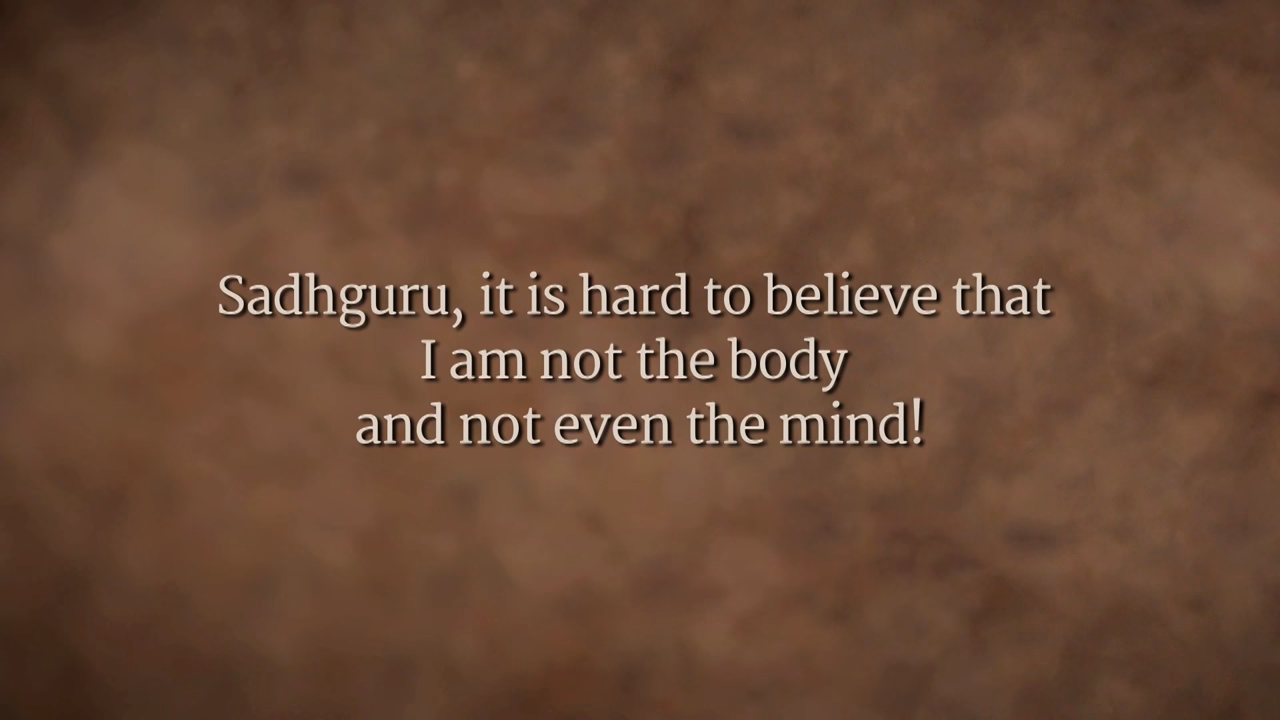 Sadhguru, it is hard to believe that
I am not the body
and not even the mind!